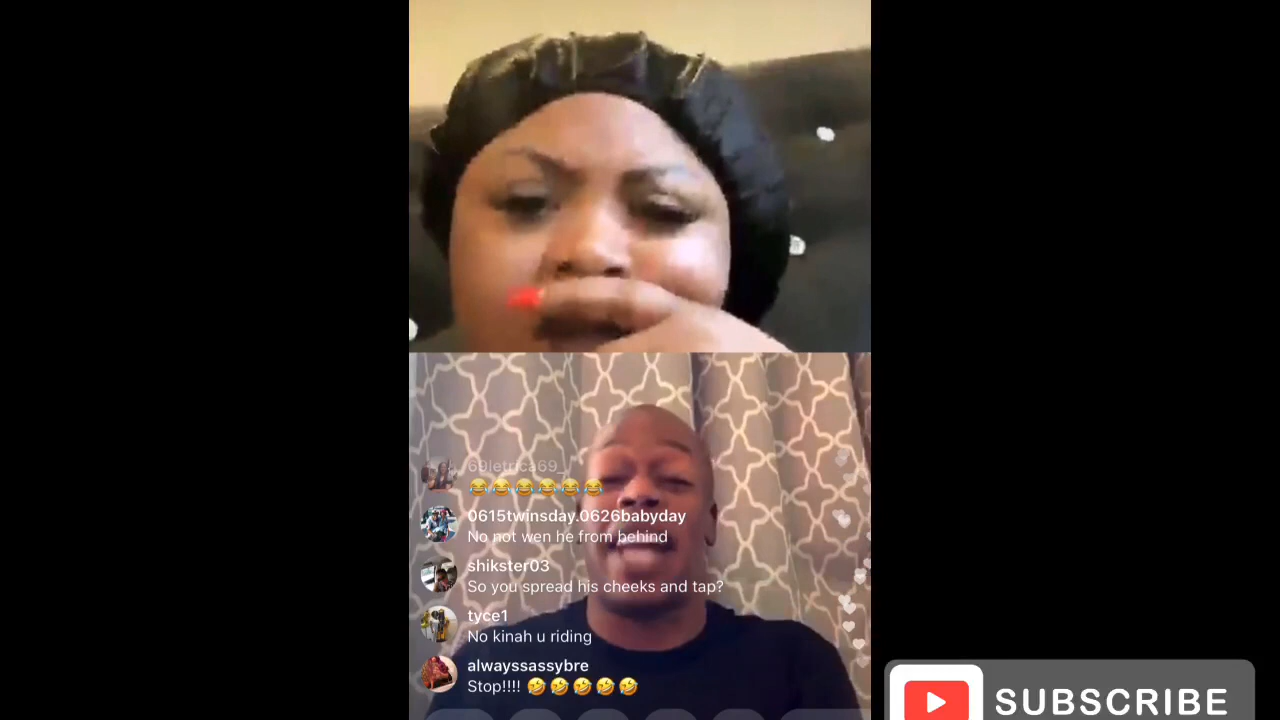 69letrica69_
😂😂😂😂😂😂
0615twinsday.0626babyday
No not wen he from behind
shikster03
So you spread his cheeks and tap?
tyce1
No kinah u riding
alwayssassybre
Stop!!!! 🤣🤣🤣🤣🤣
SUBSCRIBE